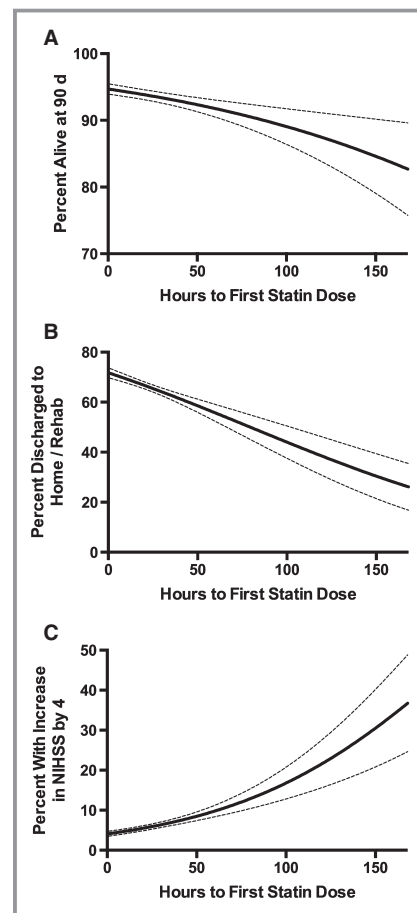 A
100
90
80
70
Percent Alive at 90 d
0 50 100 150
Hours to First Statin Dose
B
80
60
40
20
0
Percent Discharged to
Home / Rehab
0 50 100 150
Hours to First Statin Dose
C
50
40
30
20
10
0
Percent With Increase
in NIHSS by 4
0 50 100 150
Hours to First Statin Dose